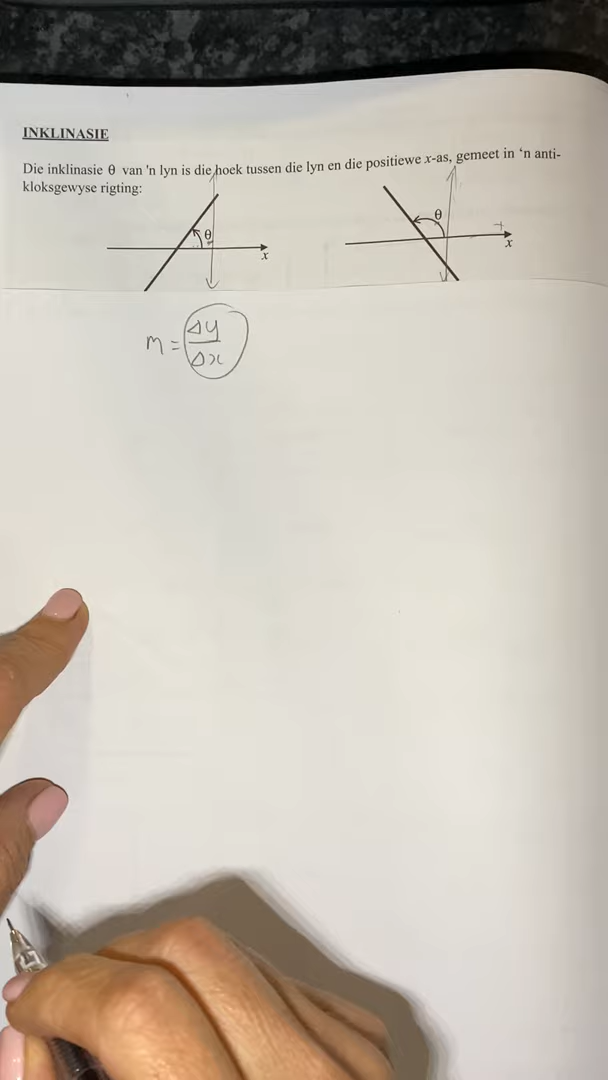 INKLINASIE
Die inklinasie θ van 'n lyn is die hoek tussen die lyn en die positiewe x-as, gemeet in ‘n anti-
kloksgewyse rigting:
θ
x
θ
+
x
m = Δy
Δx